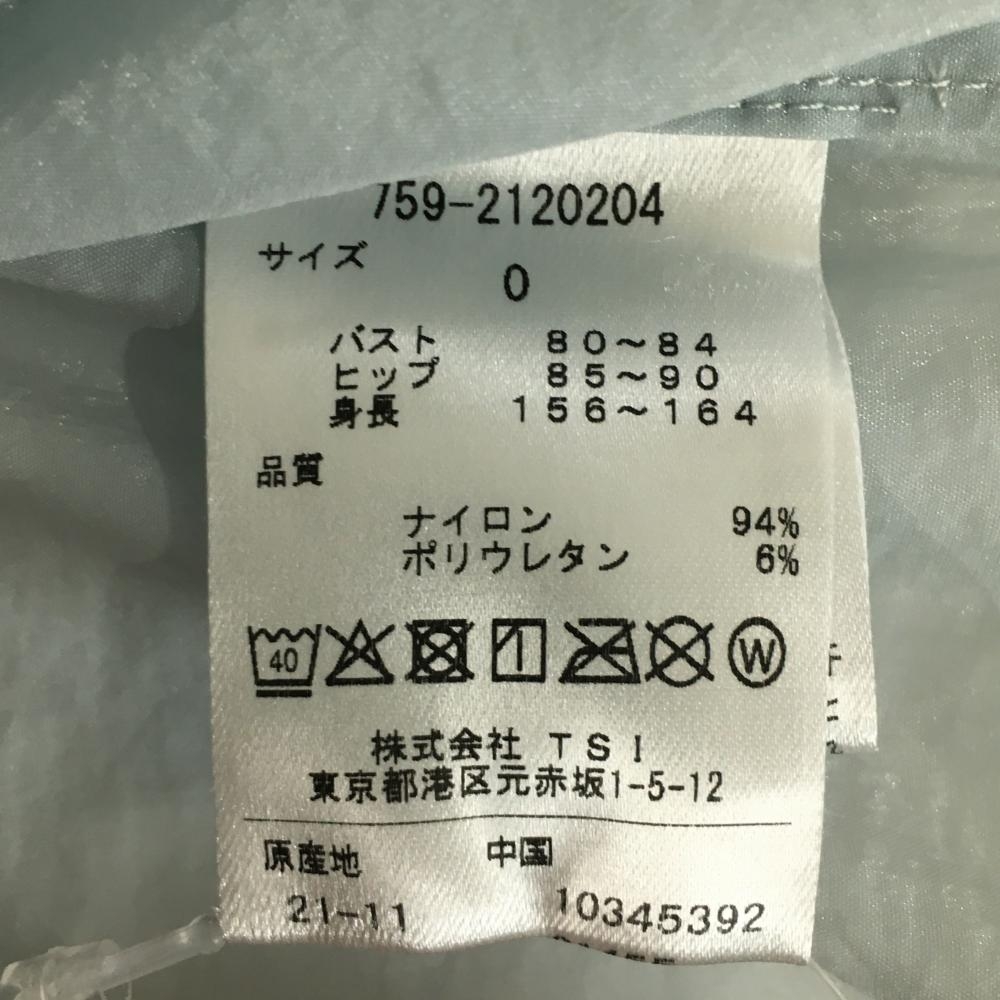 759-2120204
サイズ
0
バスト 80～84
ヒップ 85～90
身長 156～164
品質
ナイロン 94%
ポリウレタン 6%
40
W
株式会社 TSI
東京都港区元赤坂1-5-12
原産地 中国
21-11 10345392